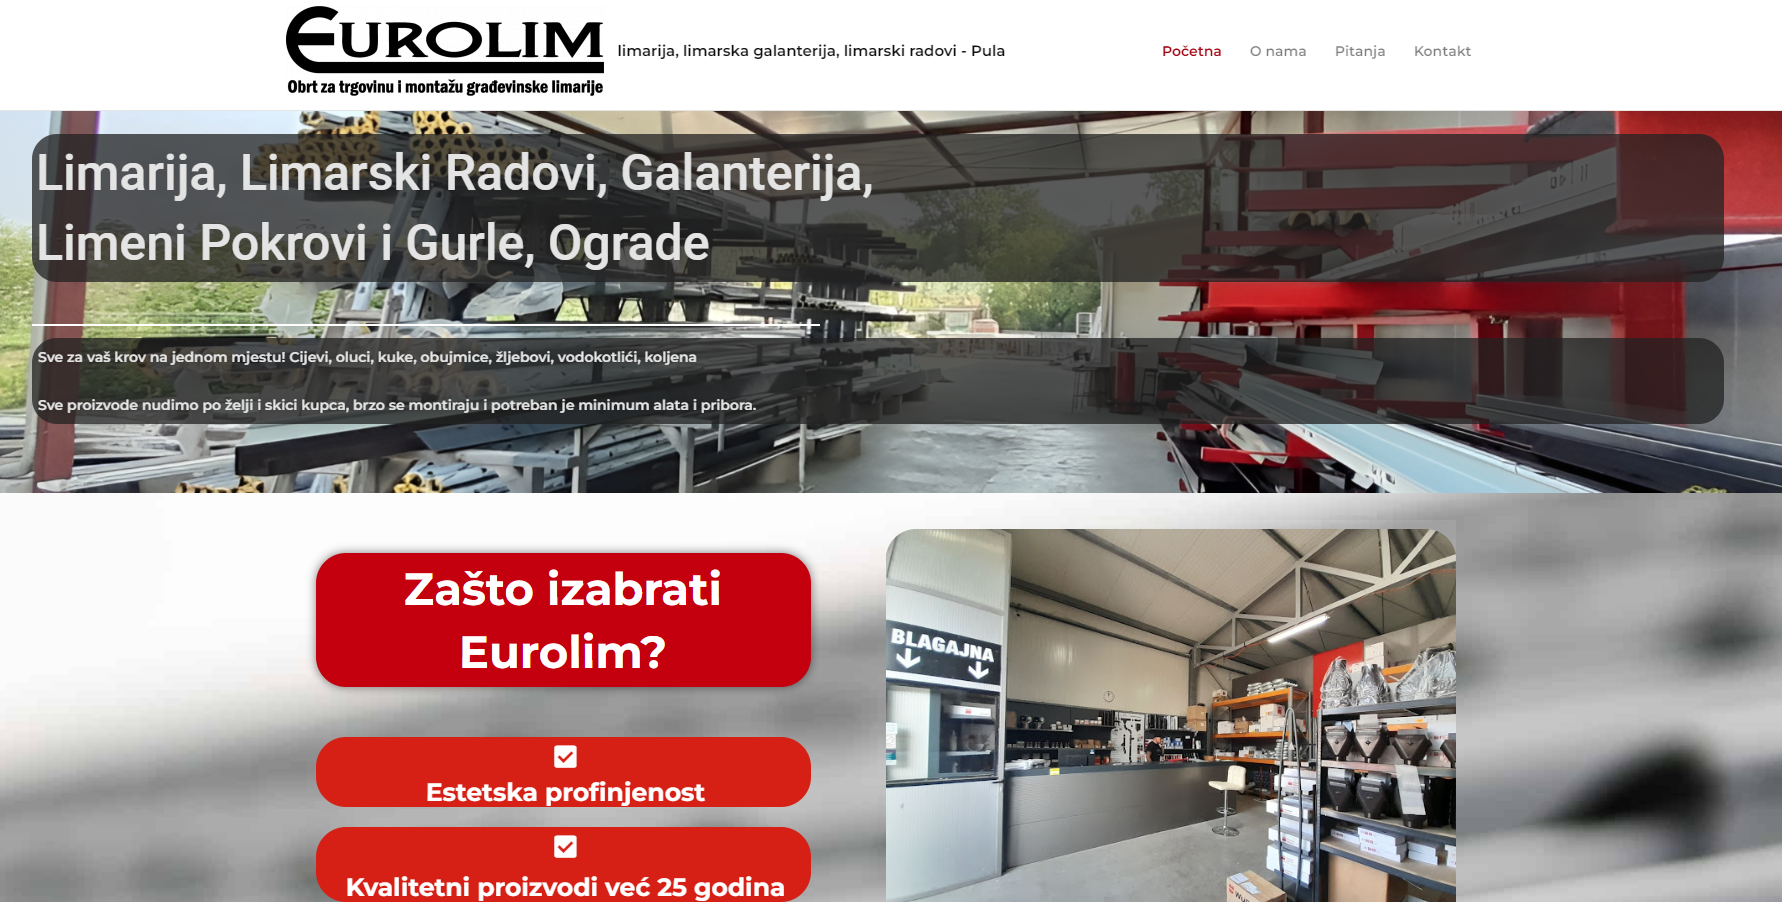 EUROLIM
Obrt za trgovinu i montažu građevinske limarije
limarija, limarska galanterija, limarski radovi - Pula
Početna
O nama
Pitanja
Kontakt
Limarija, Limarski Radovi, Galanterija,
Limeni Pokrovi i Gurle, Ograde
Sve za vaš krov na jednom mjestu! Cijevi, oluci, kuke, obujmice, žljebovi, vodokotlići, koljena
Sve proizvode nudimo po želji i skici kupca, brzo se montiraju i potreban je minimum alata i pribora.
Zašto izabrati
Eurolim?
Estetska profinjenost
Kvalitetni proizvodi već 25 godina
BLAGAJNA